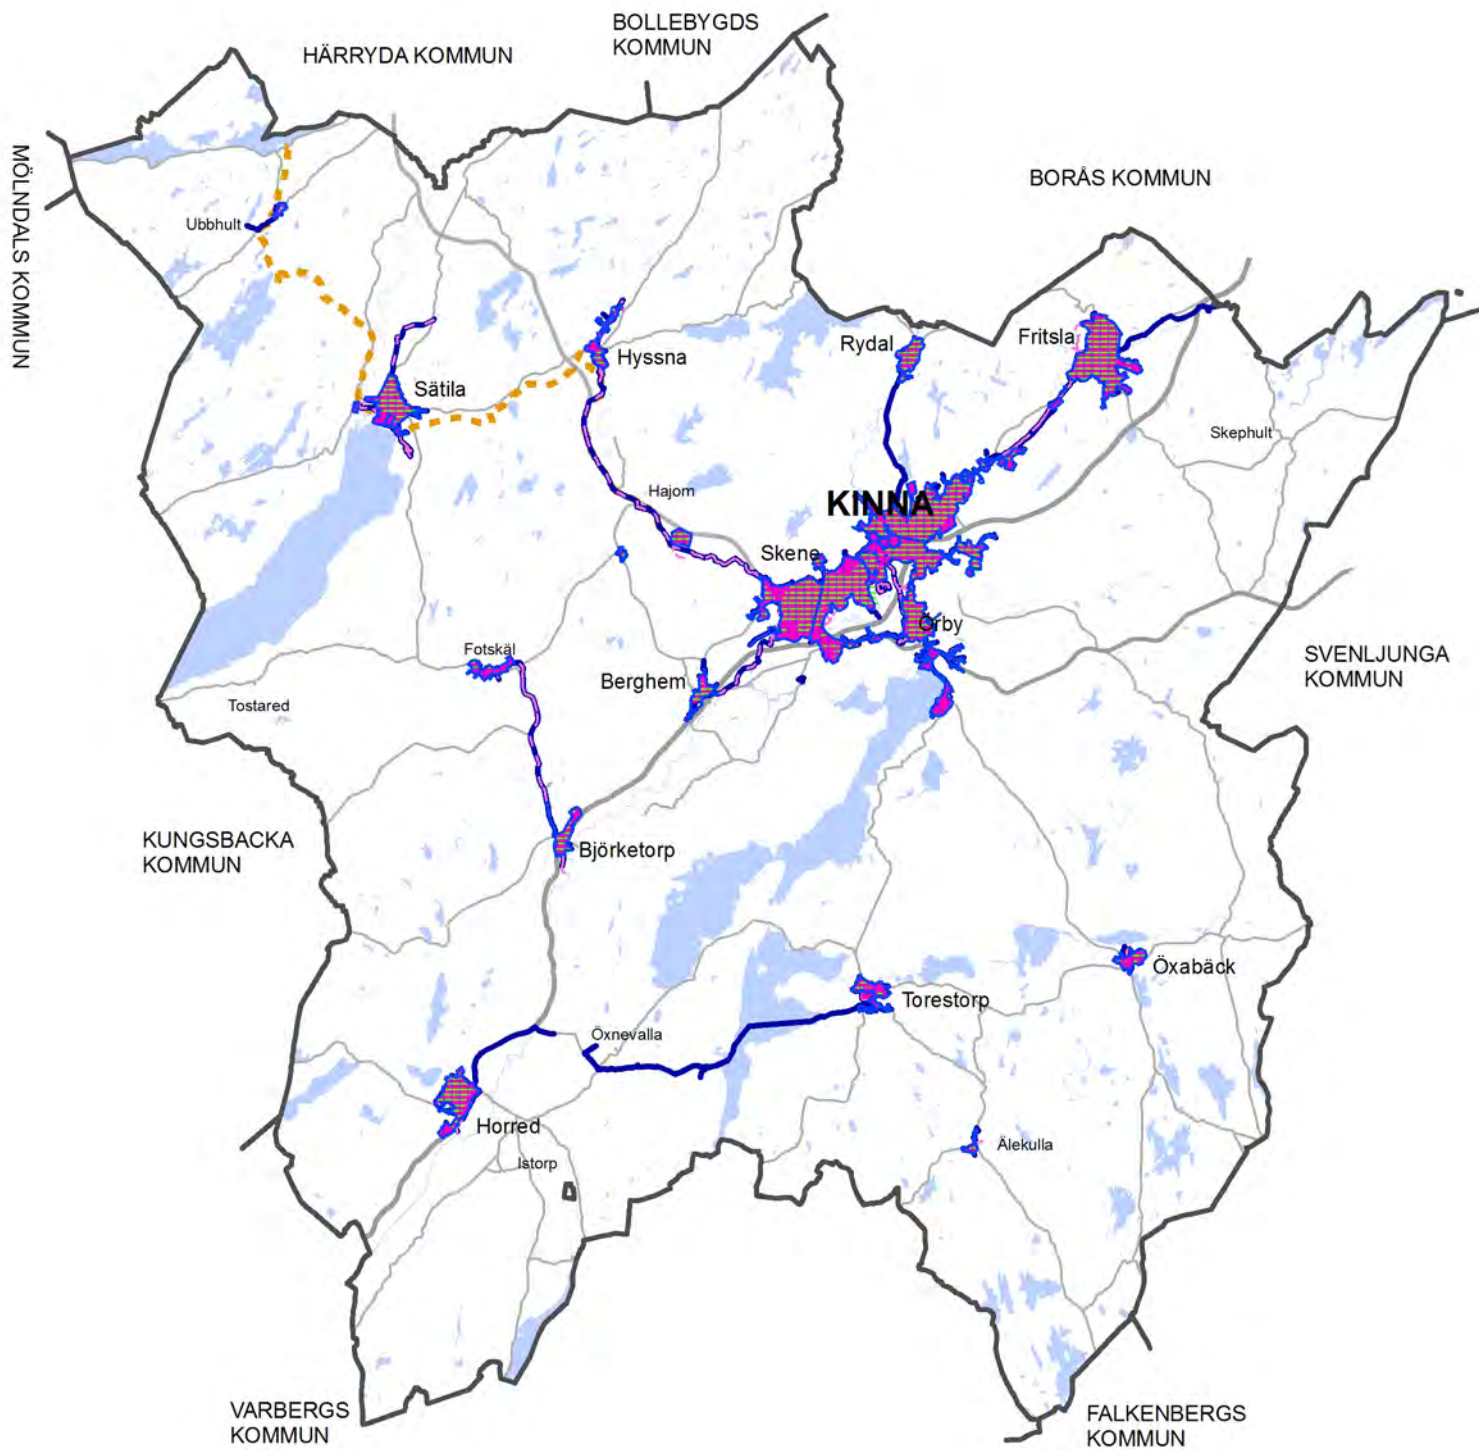 BOLLEBYGDS
KOMMUN
HÄRRYDA KOMMUN
MÖLNDALS KOMMUN
BORÅS KOMMUN
Ubbhult
Rydal
Fritsla
Hyssna
Sätila
Skephult
Hajom
KINNA
Skene
Örby
Fotskäl
Berghem
SVENLJUNGA
KOMMUN
Tostared
KUNGSBACKA
KOMMUN
Björketorp
Öxabäck
Torestorp
Öxnevalla
Horred
Älekulla
Istorp
VARBERGS
KOMMUN
FALKENBERGS
KOMMUN